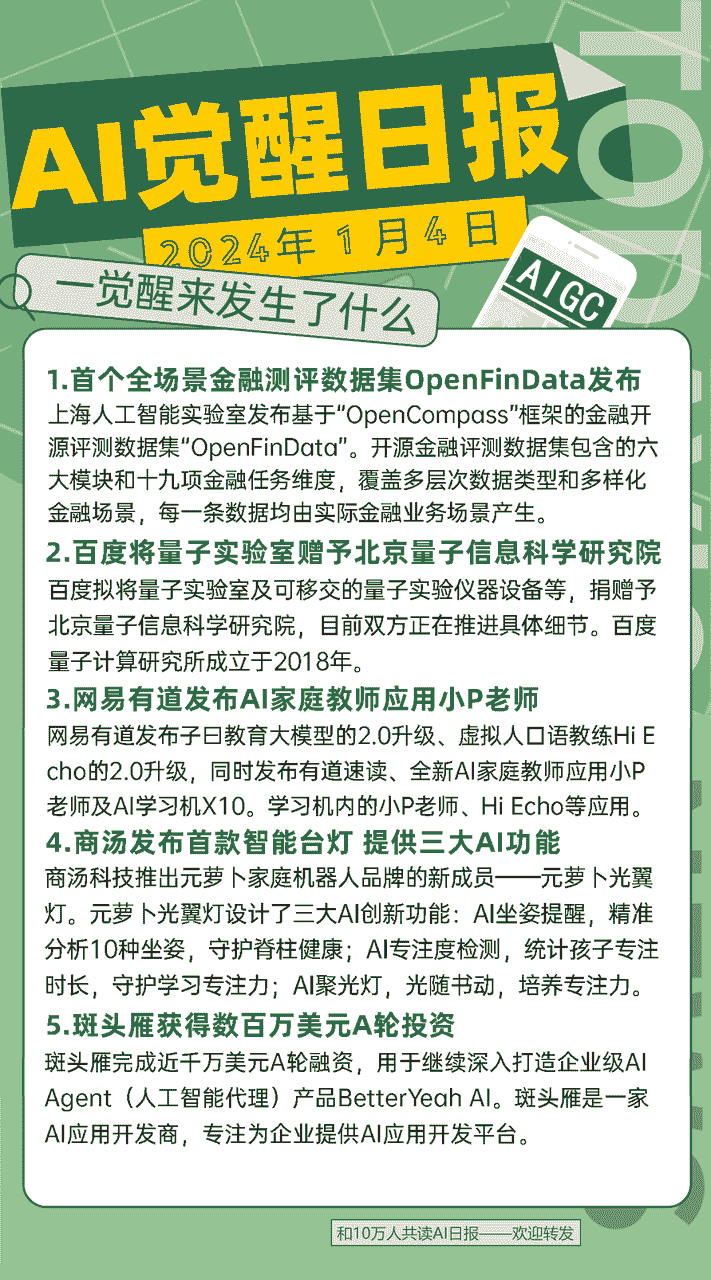 AI觉醒日报
2024年1月4日
一觉醒来发生了什么
AIGC
1.首个全场景金融测评数据集OpenFinData发布
上海人工智能实验室发布基于“OpenCompass”框架的金融开
源评测数据集“OpenFinData”。开源金融评测数据集包含的六
大模块和十九项金融任务维度，覆盖多层次数据类型和多样化
金融场景，每一条数据均由实际金融业务场景产生。
2.百度将量子实验室赠予北京量子信息科学研究院
百度拟将量子实验室及可移交的量子实验仪器设备等，捐赠予
北京量子信息科学研究院，目前双方正在推进具体细节。百度
量子计算研究所成立于2018年。
3.网易有道发布AI家庭教师应用小P老师
网易有道发布子曰教育大模型的2.0升级、虚拟人口语教练Hi E
cho的2.0升级，同时发布有道速读、全新AI家庭教师应用小P
老师及AI学习机X10。学习机内的小P老师、Hi Echo等应用。
4.商汤发布首款智能台灯 提供三大AI功能
商汤科技推出元萝卜家庭机器人品牌的新成员——元萝卜光翼
灯。元萝卜光翼灯设计了三大AI创新功能：AI坐姿提醒，精准
分析10种坐姿，守护脊柱健康；AI专注度检测，统计孩子专注
时长，守护学习专注力；AI聚光灯，光随书动，培养专注力。
5.斑头雁获得数百万美元A轮投资
斑头雁完成近千万美元A轮融资，用于继续深入打造企业级AI
Agent（人工智能代理）产品BetterYeah AI。斑头雁是一家
AI应用开发商，专注为企业提供AI应用开发平台。
和10万人共读AI日报——欢迎转发